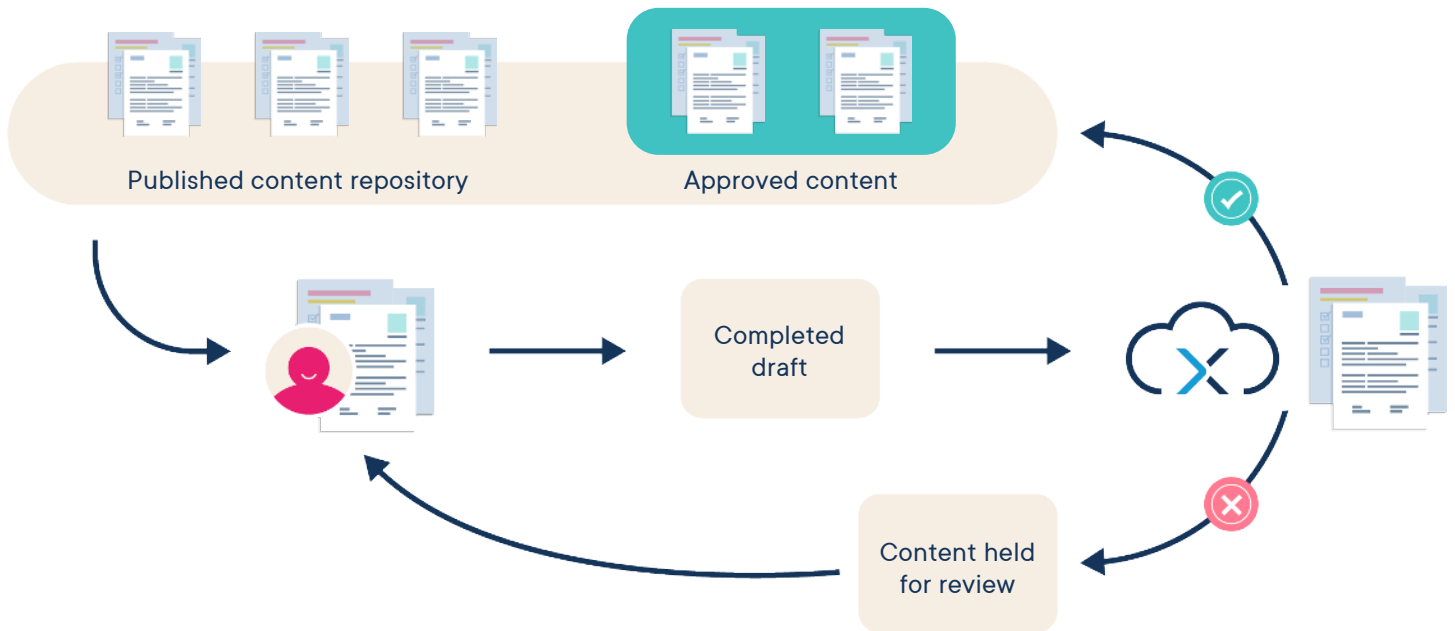 Published content repository
Approved content
Completed
draft
Content held
for review